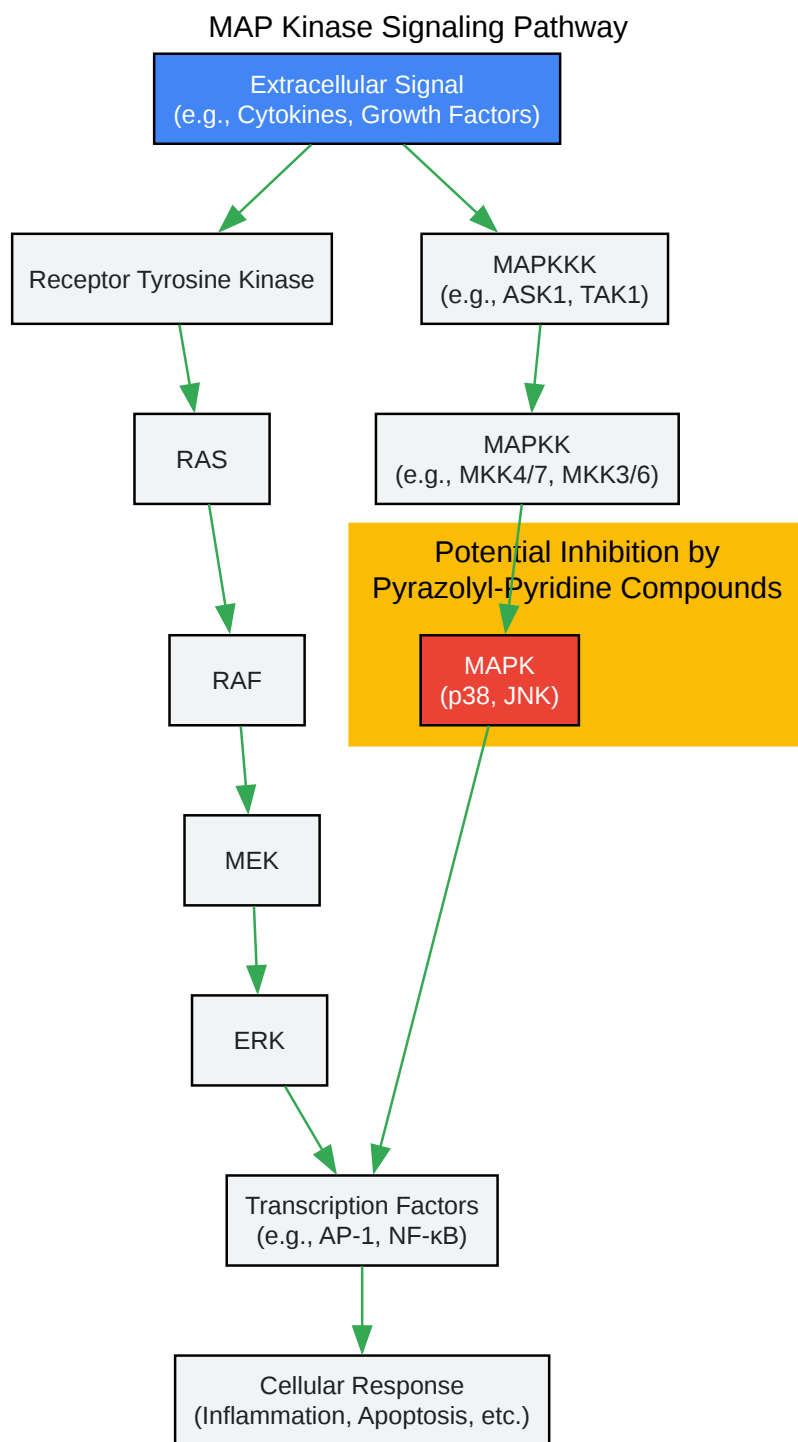 MAP Kinase Signaling Pathway
Extracellular Signal
(e.g., Cytokines, Growth Factors)
Receptor Tyrosine Kinase
MAPKKK
(e.g., ASK1, TAK1)
RAS
MAPKK
(e.g., MKK4/7, MKK3/6)
Potential Inhibition by
Pyrazolyl-Pyridine Compounds
RAF
MAPK
(p38, JNK)
MEK
ERK
Transcription Factors
(e.g., AP-1, NF-κB)
Cellular Response
(Inflammation, Apoptosis, etc.)